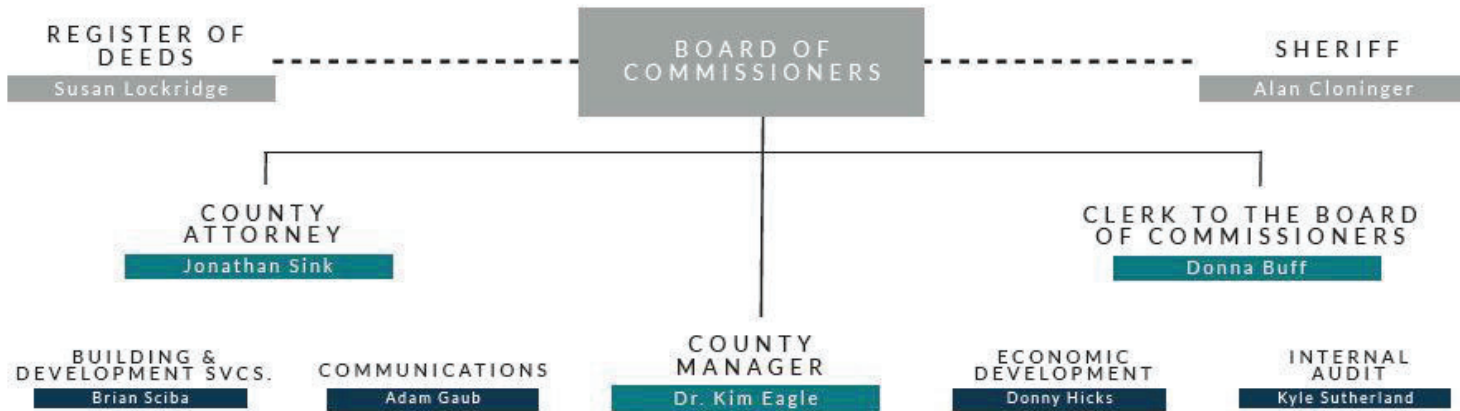 REGISTER OF
DEEDS
Susan Lockridge
BOARD OF
COMMISSIONERS
SHERIFF
Alan Cloninger
COUNTY
ATTORNEY
Jonathan Sink
CLERK TO THE BOARD
OF COMMISSIONERS
Donna Buff
BUILDING &
DEVELOPMENT SVCS.
Brian Sciba
COMMUNICATIONS
Adam Gaub
COUNTY
MANAGER
Dr. Kim Eagle
ECONOMIC
DEVELOPMENT
Donny Hicks
INTERNAL
AUDIT
Kyle Sutherland